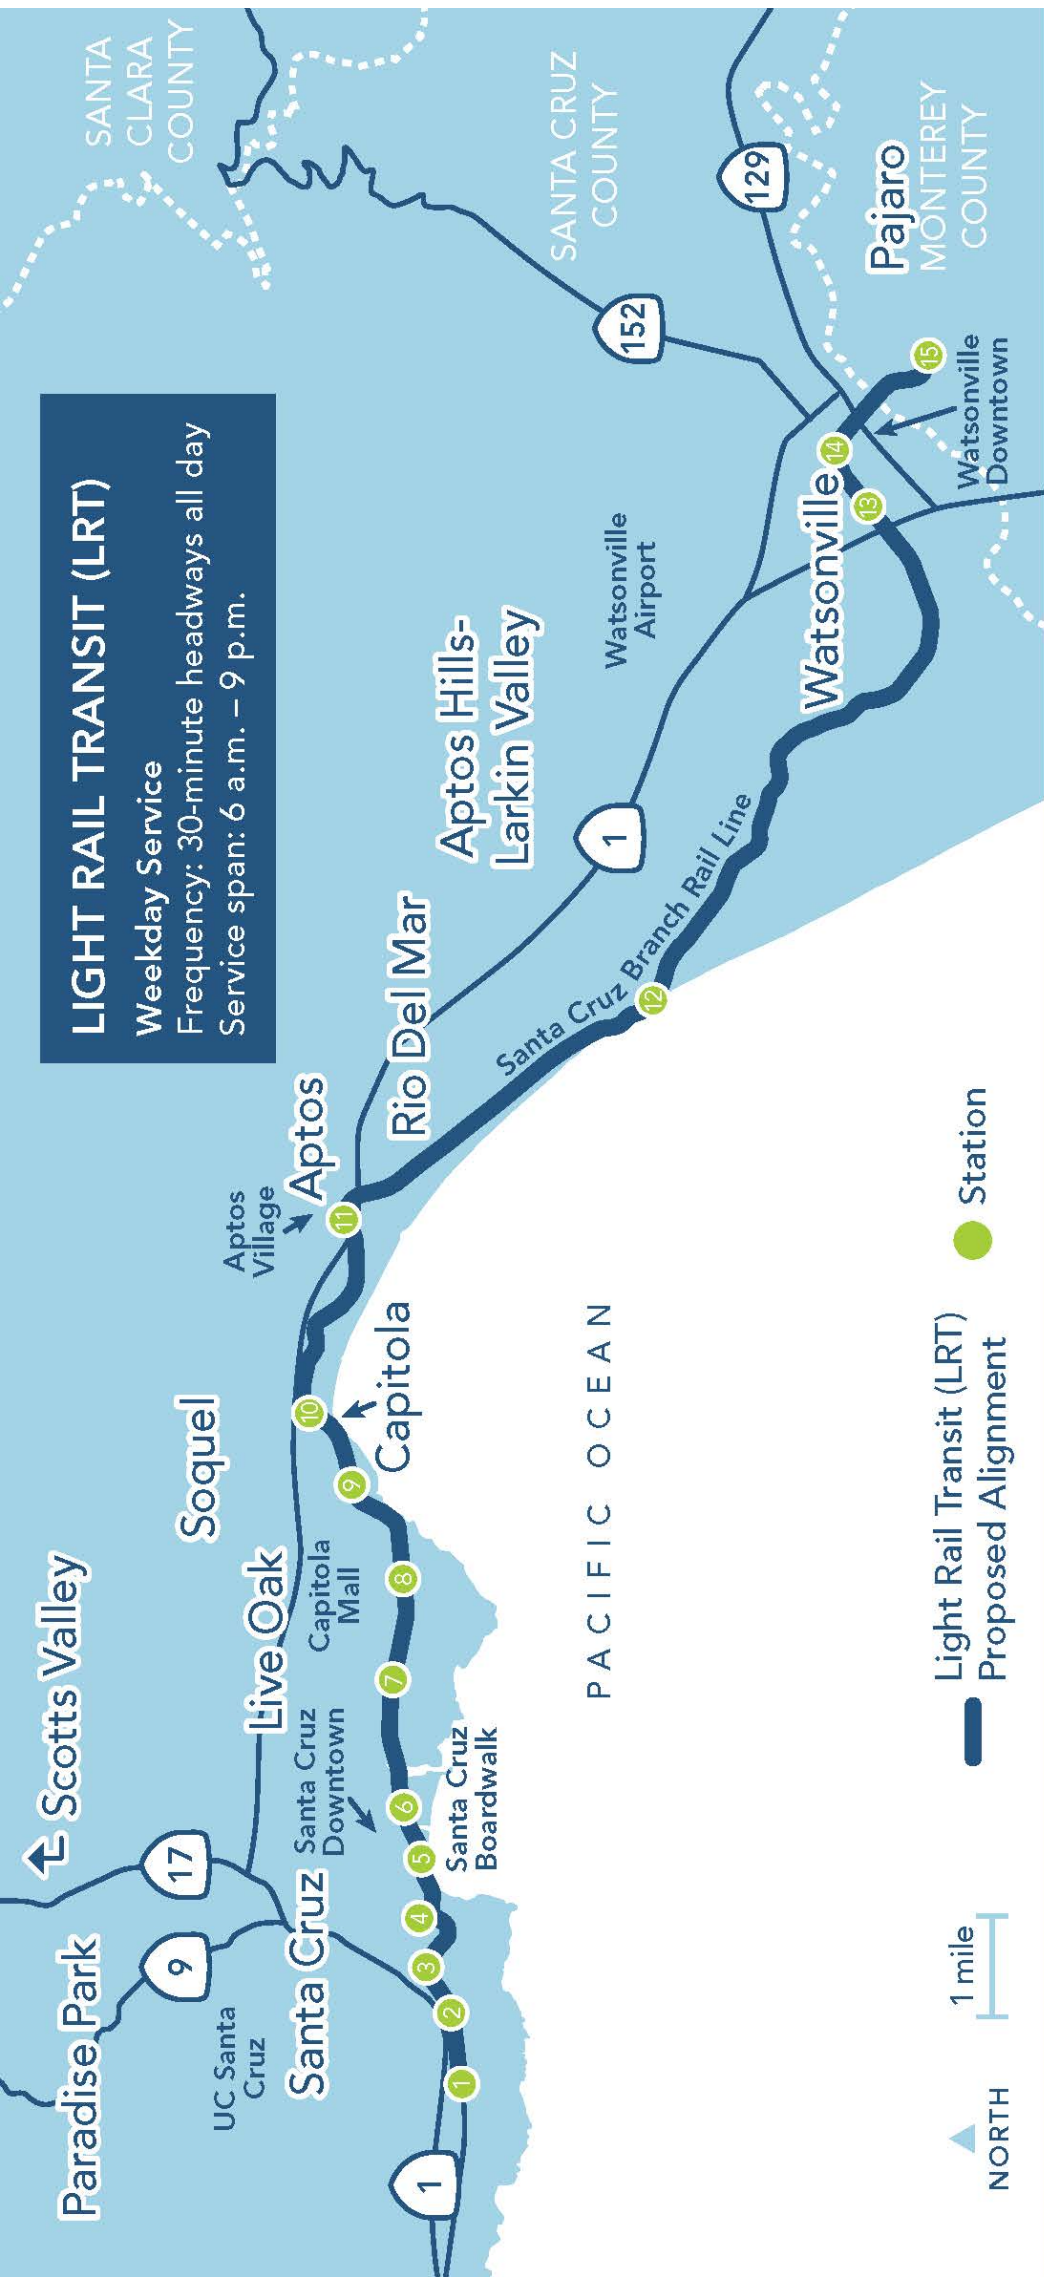 LIGHT RAIL TRANSIT (LRT)
Weekday Service
Frequency: 30-minute headways all day
Service span: 6 a.m. – 9 p.m.
SANTA
CLARA
COUNTY
Scotts Valley
Paradise Park
17
9
UC Santa
Cruz
Santa Cruz
Live Oak
Soquel
Santa Cruz
Downtown
Capitola
Mall
Aptos
Village
Aptos
Rio Del Mar
Aptos Hills-
Larkin Valley
Watsonville
Airport
152
SANTA CRUZ
COUNTY
129
1
1
1
2
3
4
5
6
7
8
9
10
11
12
13
14
15
Santa Cruz
Boardwalk
Capitola
Santa Cruz Branch Rail Line
Watsonville
Pajaro
MONTEREY
COUNTY
Watsonville
Downtown
PACIFIC OCEAN
NORTH
1 mile
Light Rail Transit (LRT)
Proposed Alignment
Station